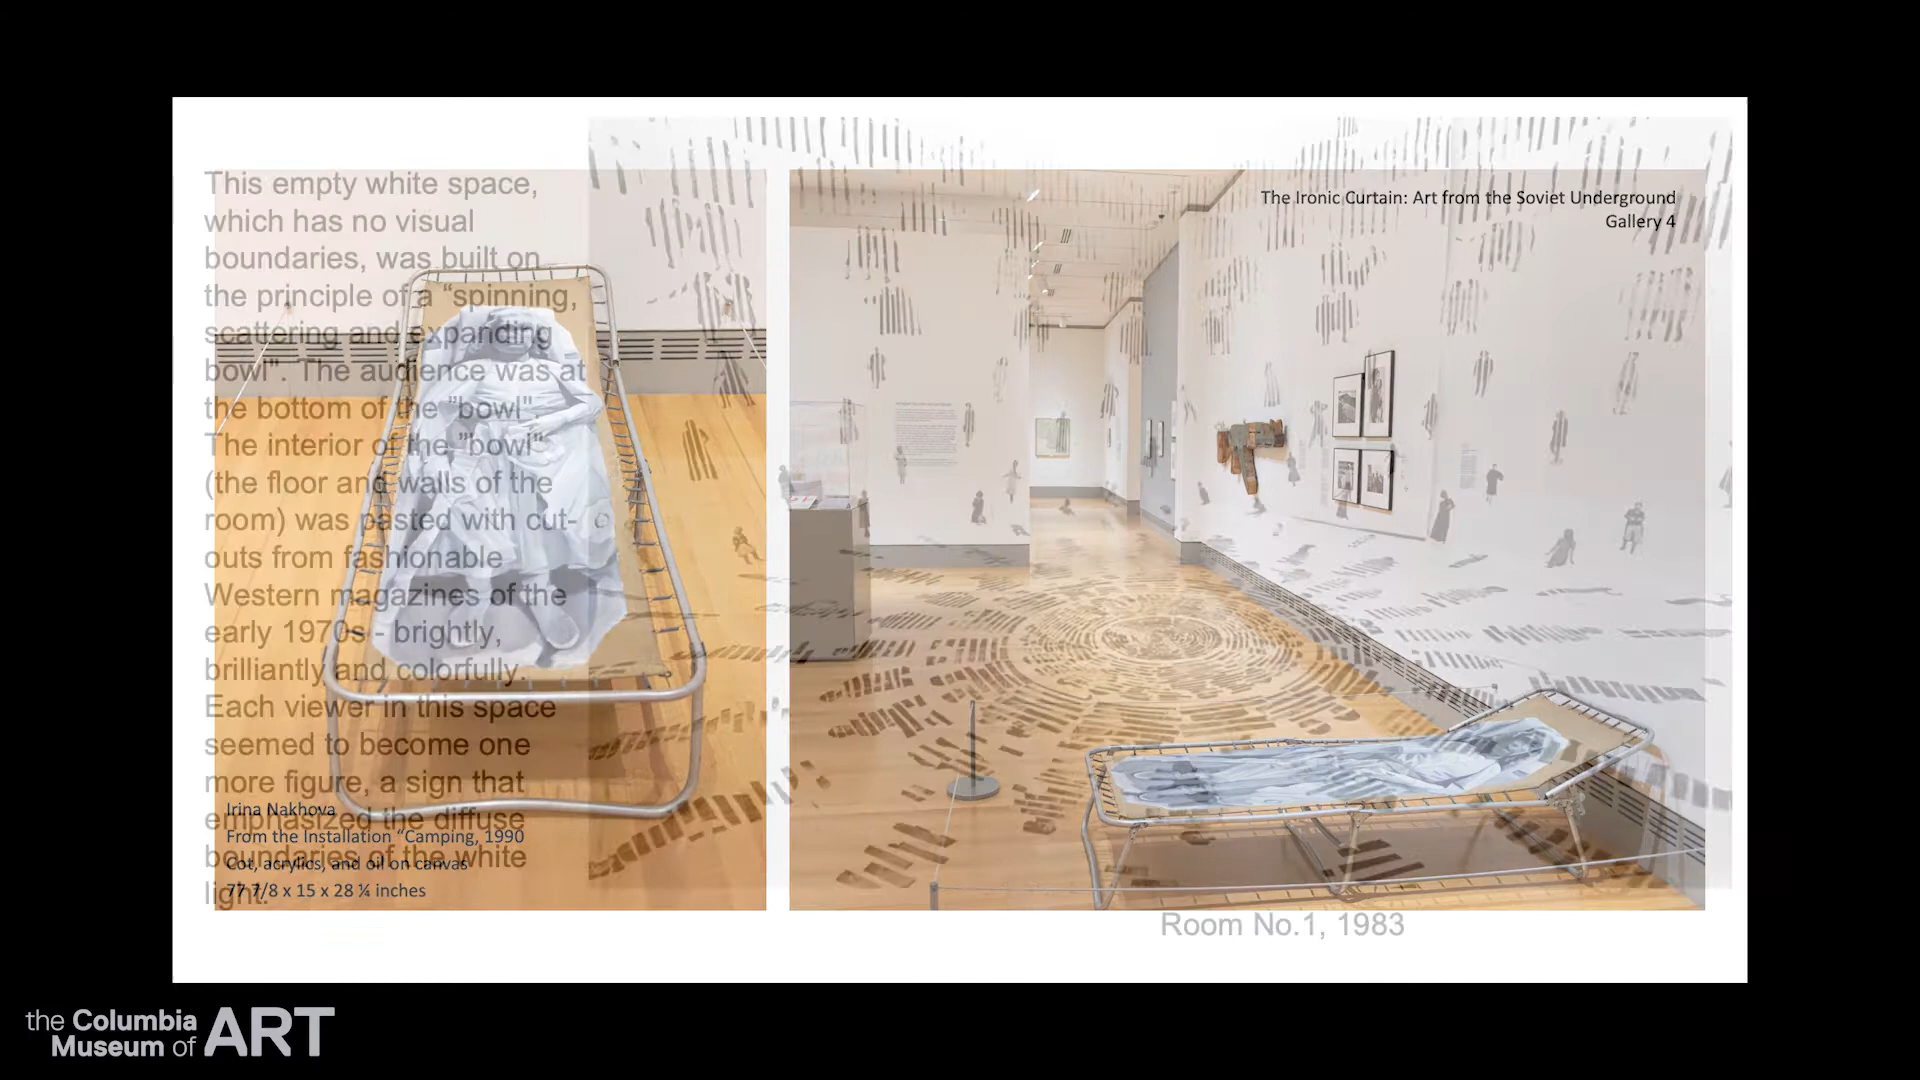 This empty white space,
which has no visual
boundaries, was built on
the principle of a “spinning,
scattering and expanding
bowl". The audience was at
the bottom of the "bowl".
The interior of the "bowl"
(the floor and walls of the
room) was pasted with cut-
outs from fashionable
Western magazines of the
early 1970s - brightly,
brilliantly and colorfully.
Each viewer in this space
seemed to become one
more figure, a sign that
emphasized the diffuse
boundaries of the white
light.
Irina Nakhova
From the Installation “Camping, 1990
Cot, acrylics, and oil on canvas
77 7/8 x 15 x 28 ¼ inches
The Ironic Curtain: Art from the Soviet Underground
Gallery 4
Room No.1, 1983
the Columbia
Museum of ART